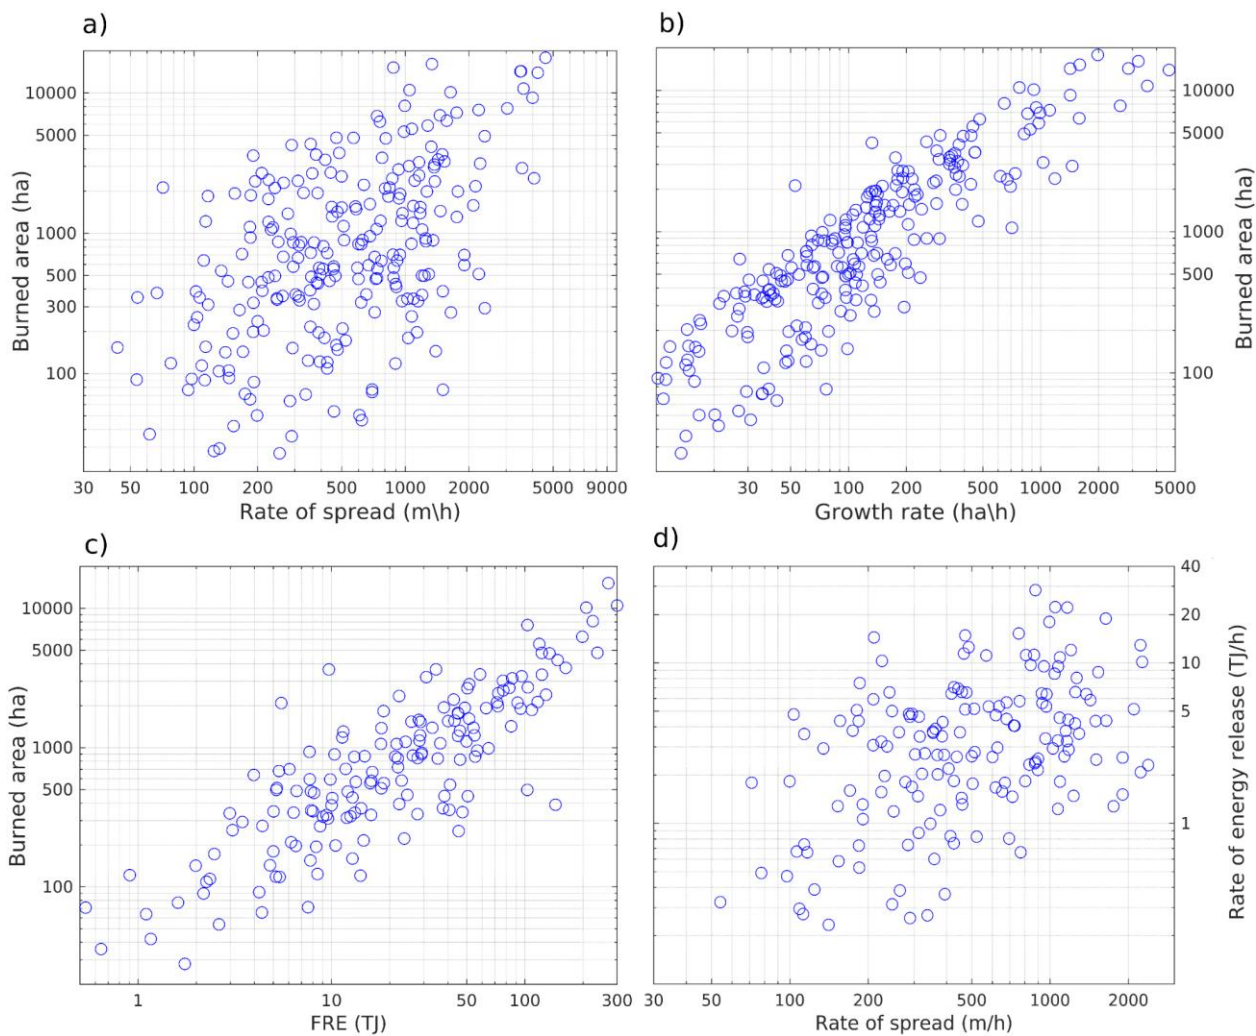 a)
10000
5000
1000
500
300
100
30 50 100 200 500 1000 2000 5000 9000
Burned area (ha)
Rate of spread (m\h)
b)
10000
5000
1000
500
100
30 50 100 200 500 1000 2000 5000
Burned area (ha)
Growth rate (ha\h)
c)
10000
5000
1000
500
100
1 10 50 100 300
Burned area (ha)
FRE (TJ)
d)
40
20
10
5
1
30 50 100 200 500 1000 2000
Rate of energy release (TJ/h)
Rate of spread (m/h)